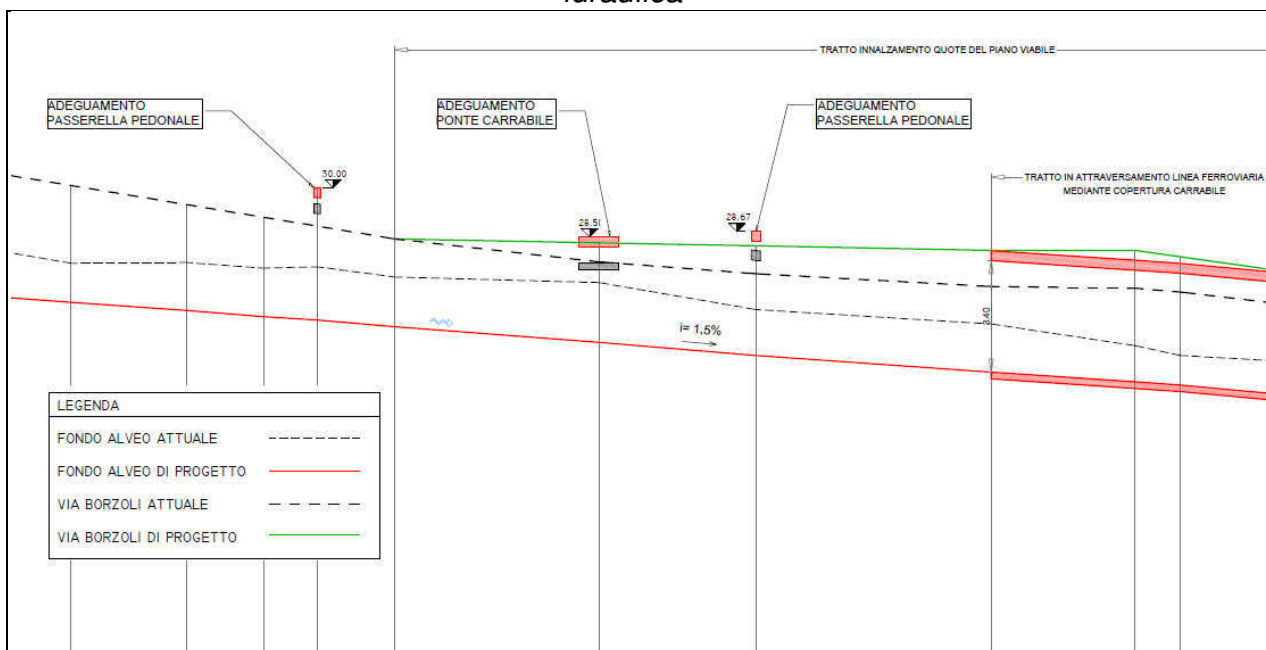 idraulica
TRATTO INNALZAMENTO QUOTE DEL PIANO VIABILE
ADEGUAMENTO
PASSERELLA PEDONALE
ADEGUAMENTO
PONTE CARRABILE
ADEGUAMENTO
PASSERELLA PEDONALE
30.00
28.51
28.67
TRATTO IN ATTRAVERSAMENTO LINEA FERROVIARIA
MEDIANTE COPERTURA CARRABILE
3.40
i= 1,5%
LEGENDA
FONDO ALVEO ATTUALE
FONDO ALVEO DI PROGETTO
VIA BORZOLI ATTUALE
VIA BORZOLI DI PROGETTO